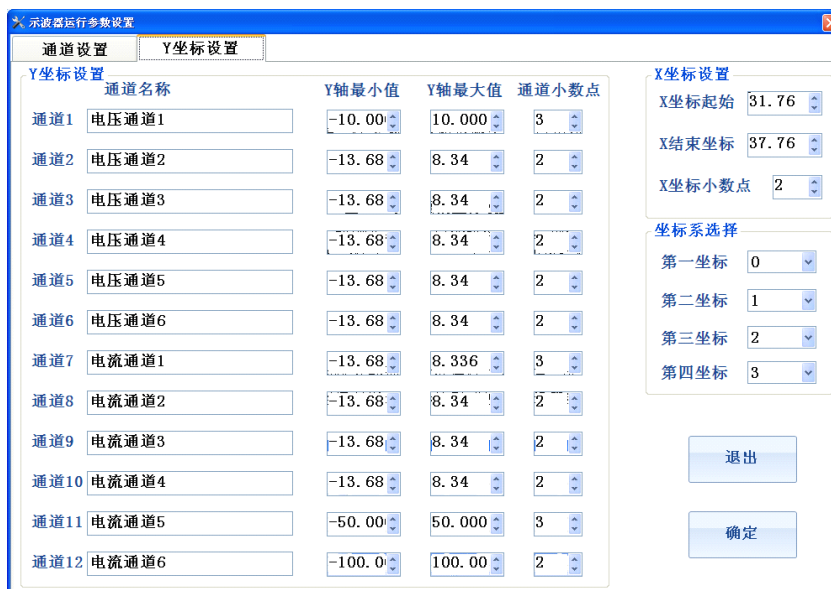 示波器运行参数设置
通道设置 Y坐标设置
Y坐标设置
通道名称 Y轴最小值 Y轴最大值 通道小数点
通道1 电压通道1 -10.00 10.000 3
通道2 电压通道2 -13.68 8.34 2
通道3 电压通道3 -13.68 8.34 2
通道4 电压通道4 -13.68 8.34 2
通道5 电压通道5 -13.68 8.34 2
通道6 电压通道6 -13.68 8.34 2
通道7 电流通道1 -13.68 8.336 3
通道8 电流通道2 -13.68 8.34 2
通道9 电流通道3 -13.68 8.34 2
通道10 电流通道4 -13.68 8.34 2
通道11 电流通道5 -50.00 50.000 3
通道12 电流通道6 -100.0 100.00 2
X坐标设置
X坐标起始 31.76
X结束坐标 37.76
X坐标小数点 2
坐标系选择
第一坐标 0
第二坐标 1
第三坐标 2
第四坐标 3
退出
确定